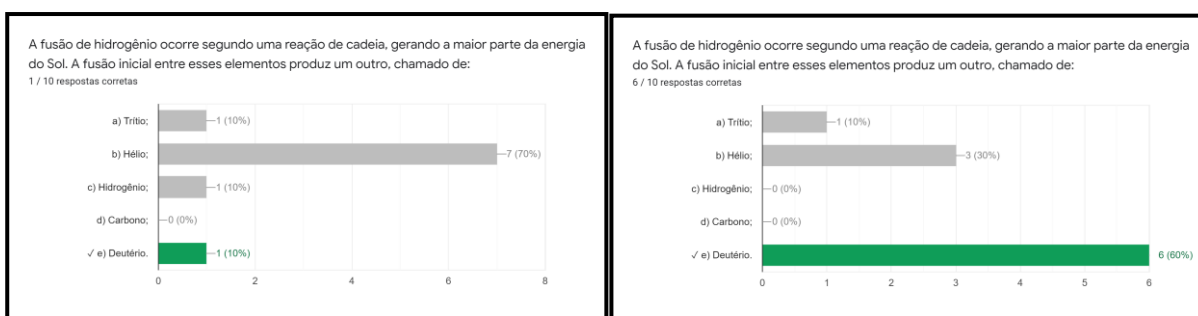 A fusão de hidrogênio ocorre segundo uma reação de cadeia, gerando a maior parte da energia
do Sol. A fusão inicial entre esses elementos produz um outro, chamado de:
1 / 10 respostas corretas
a) Trítio;
1 (10%)
b) Hélio;
7 (70%)
c) Hidrogênio;
1 (10%)
d) Carbono;
0 (0%)
✓ e) Deutério.
1 (10%)
0 2 4 6 8
A fusão de hidrogênio ocorre segundo uma reação de cadeia, gerando a maior parte da energia
do Sol. A fusão inicial entre esses elementos produz um outro, chamado de:
6 / 10 respostas corretas
a) Trítio;
1 (10%)
b) Hélio;
3 (30%)
c) Hidrogênio;
0 (0%)
d) Carbono;
0 (0%)
✓ e) Deutério.
6 (60%)
0 1 2 3 4 5 6